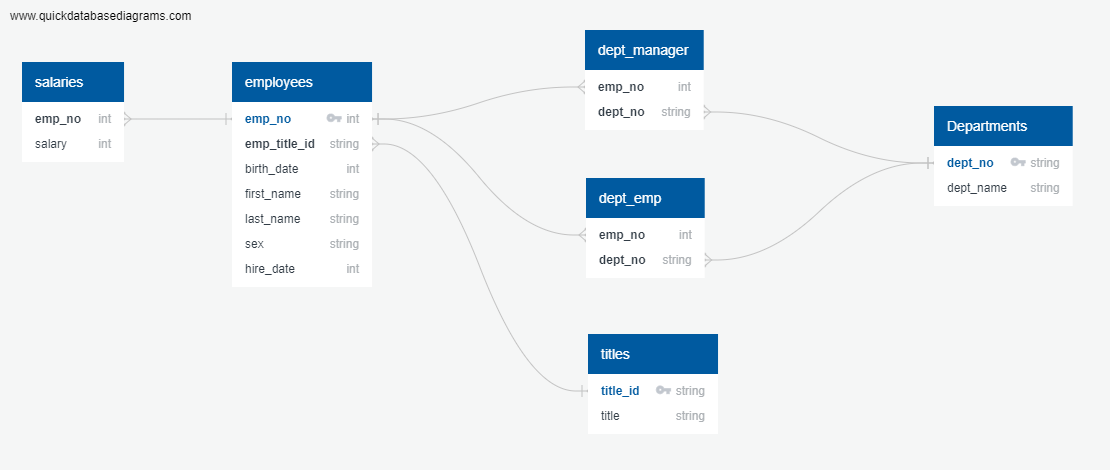 www.quickdatabasediagrams.com
salaries
emp_no int
salary int
employees
emp_no int
emp_title_id string
birth_date int
first_name string
last_name string
sex string
hire_date int
dept_manager
emp_no int
dept_no string
dept_emp
emp_no int
dept_no string
titles
title_id string
title string
Departments
dept_no string
dept_name string